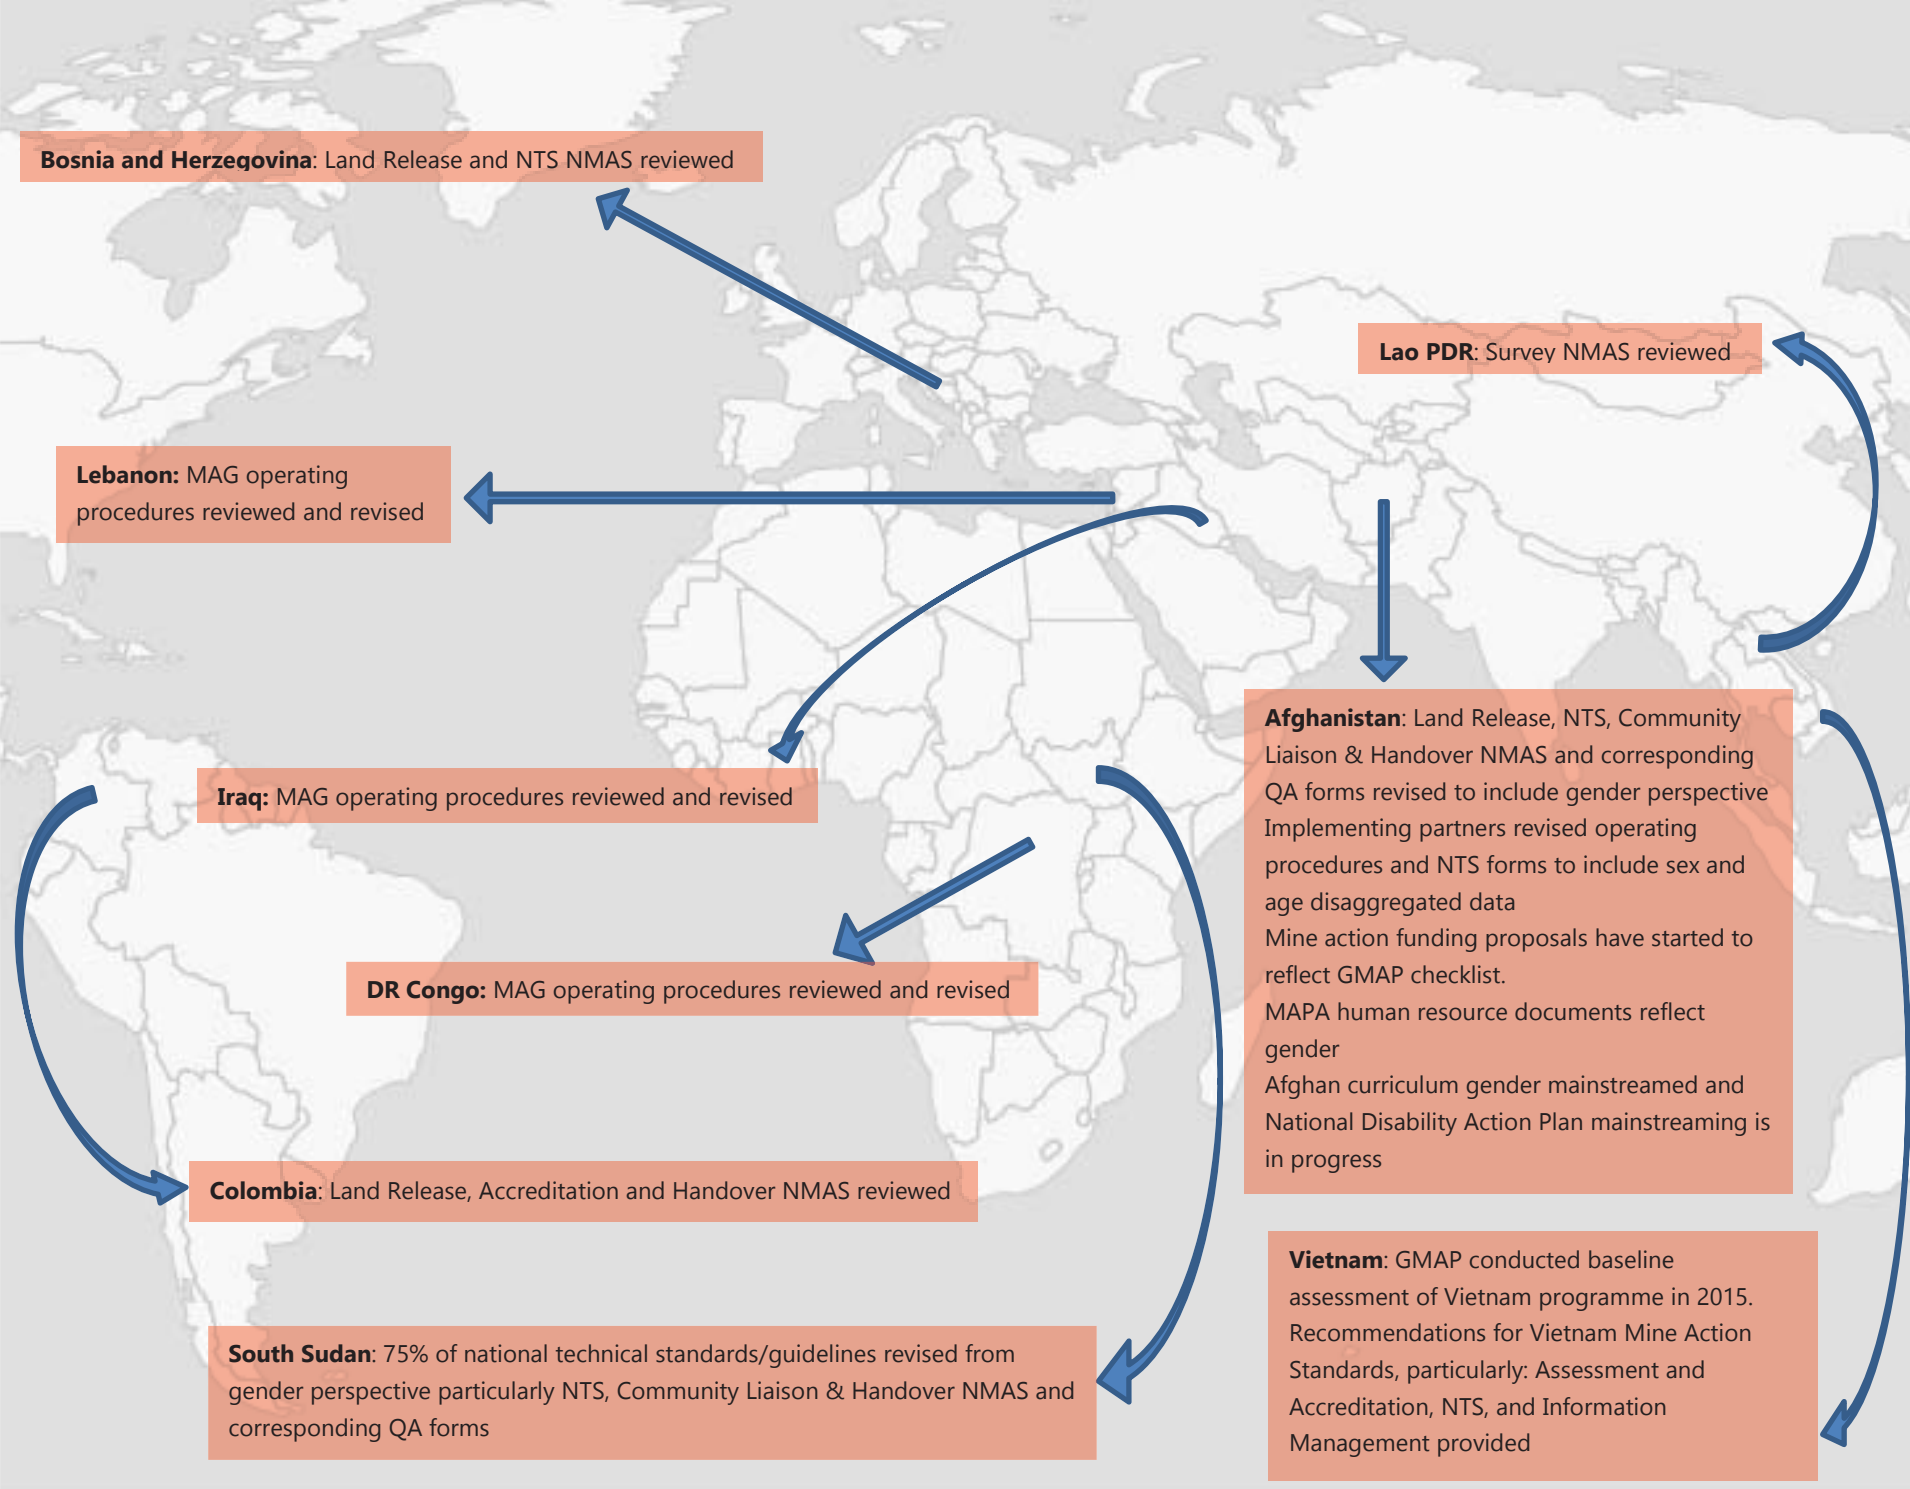 Bosnia and Herzegovina: Land Release and NTS NMAS reviewed
Lao PDR: Survey NMAS reviewed
Lebanon: MAG operating
procedures reviewed and revised
Afghanistan: Land Release, NTS, Community
Liaison & Handover NMAS and corresponding
QA forms revised to include gender perspective
Implementing partners revised operating
procedures and NTS forms to include sex and
age disaggregated data
Mine action funding proposals have started to
reflect GMAP checklist.
MAPA human resource documents reflect
gender
Afghan curriculum gender mainstreamed and
National Disability Action Plan mainstreaming is
in progress
Iraq: MAG operating procedures reviewed and revised
DR Congo: MAG operating procedures reviewed and revised
Colombia: Land Release, Accreditation and Handover NMAS reviewed
Vietnam: GMAP conducted baseline
assessment of Vietnam programme in 2015.
Recommendations for Vietnam Mine Action
Standards, particularly: Assessment and
Accreditation, NTS, and Information
Management provided
South Sudan: 75% of national technical standards/guidelines revised from
gender perspective particularly NTS, Community Liaison & Handover NMAS and
corresponding QA forms